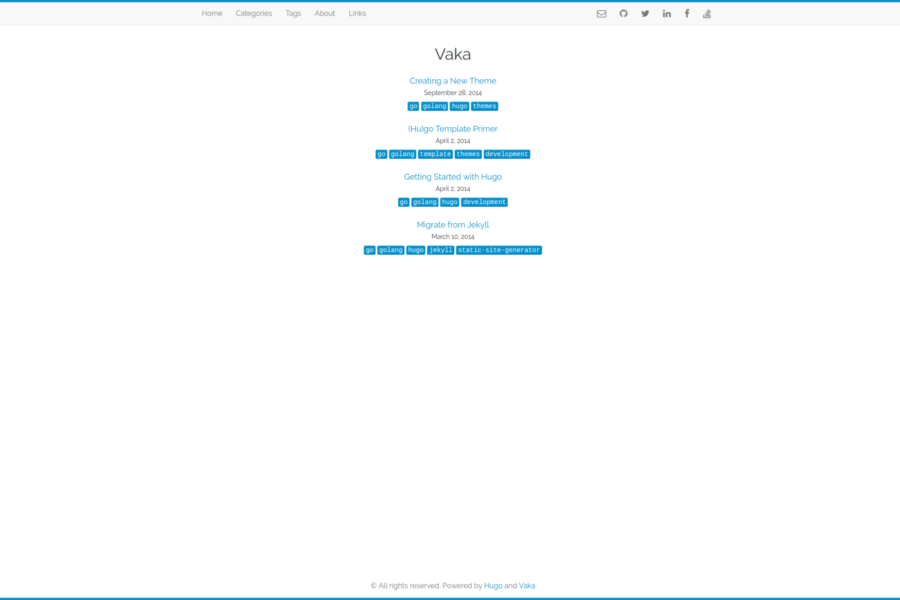 Home Categories Tags About Links
Vaka
Creating a New Theme
September 28, 2014
go golang hugo themes
(Hu)go Template Primer
April 2, 2014
go golang template themes development
Getting Started with Hugo
April 2, 2014
go golang hugo development
Migrate from Jekyll
March 10, 2014
go golang hugo jekyll static-site-generator
© All rights reserved. Powered by Hugo and Vaka